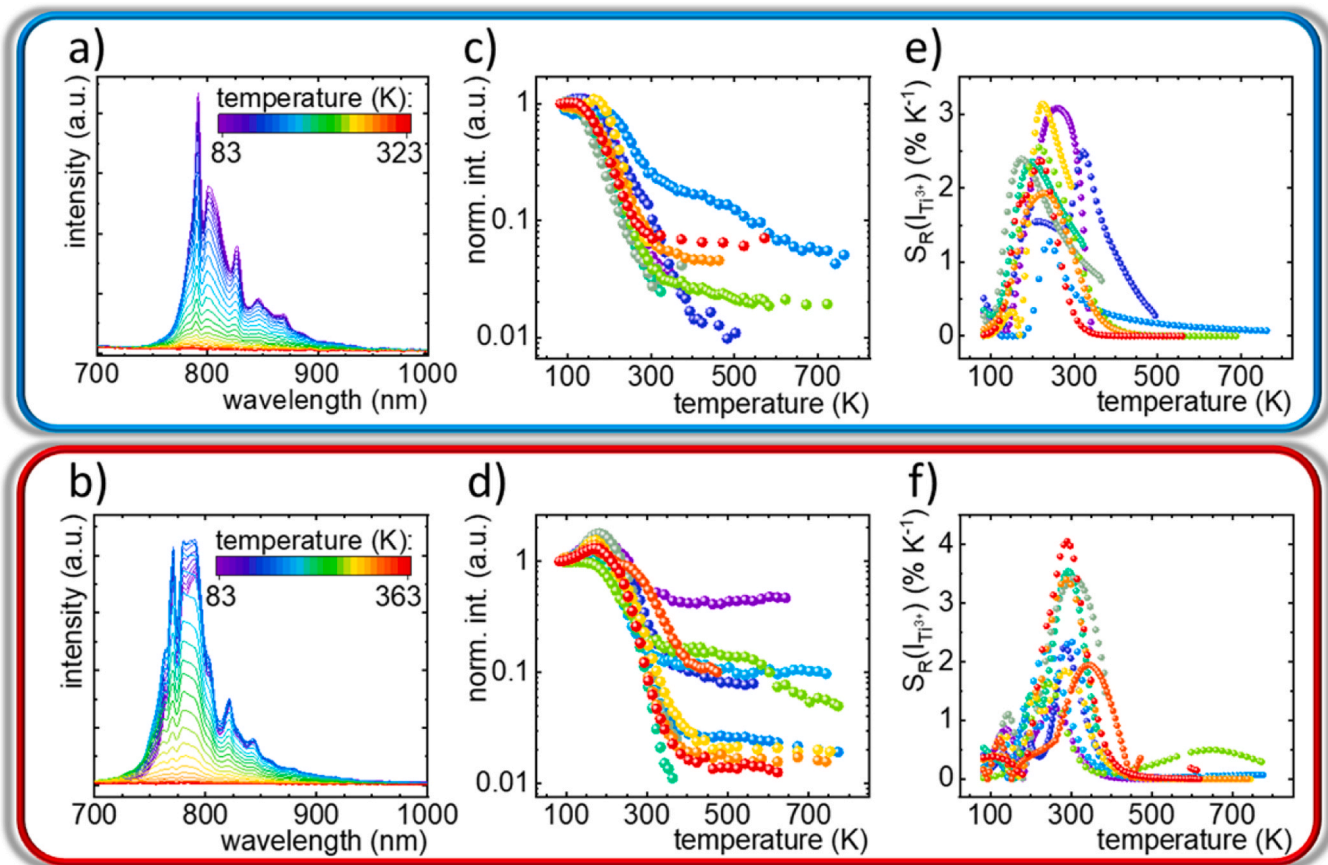 a)
temperature (K):
83 323
intensity (a.u.)
700 800 900 1000
wavelength (nm)
c)
norm. int. (a.u.)
1
0.1
0.01
100 300 500 700
temperature (K)
e)
S_R(I_Ti³⁺) (% K⁻¹)
3
2
1
0
100 300 500 700
temperature (K)
b)
temperature (K):
83 363
intensity (a.u.)
700 800 900 1000
wavelength (nm)
d)
norm. int. (a.u.)
1
0.1
0.01
100 300 500 700
temperature (K)
f)
S_R(I_Ti³⁺) (% K⁻¹)
4
3
2
1
0
100 300 500 700
temperature (K)